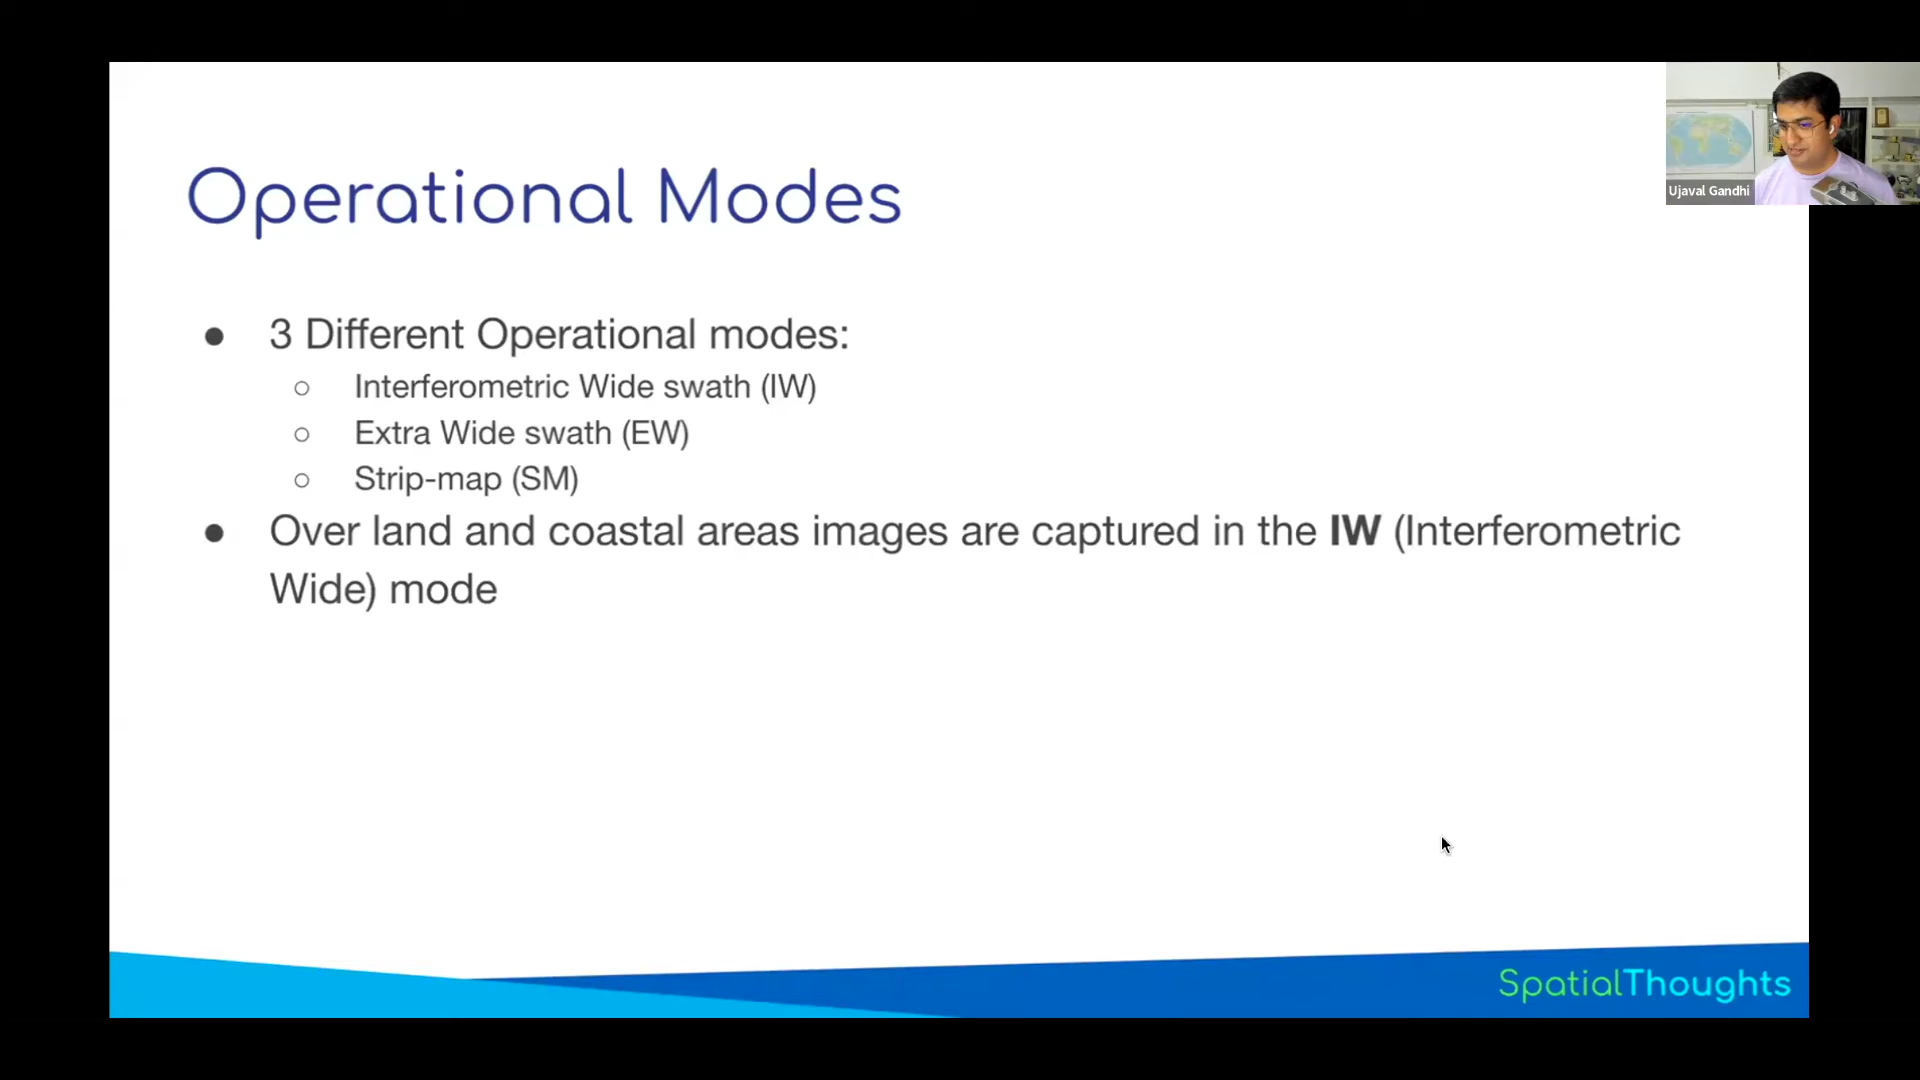 Operational Modes
Ujaval Gandhi
● 3 Different Operational modes:
○ Interferometric Wide swath (IW)
○ Extra Wide swath (EW)
○ Strip-map (SM)
● Over land and coastal areas images are captured in the IW (Interferometric
Wide) mode
SpatialThoughts